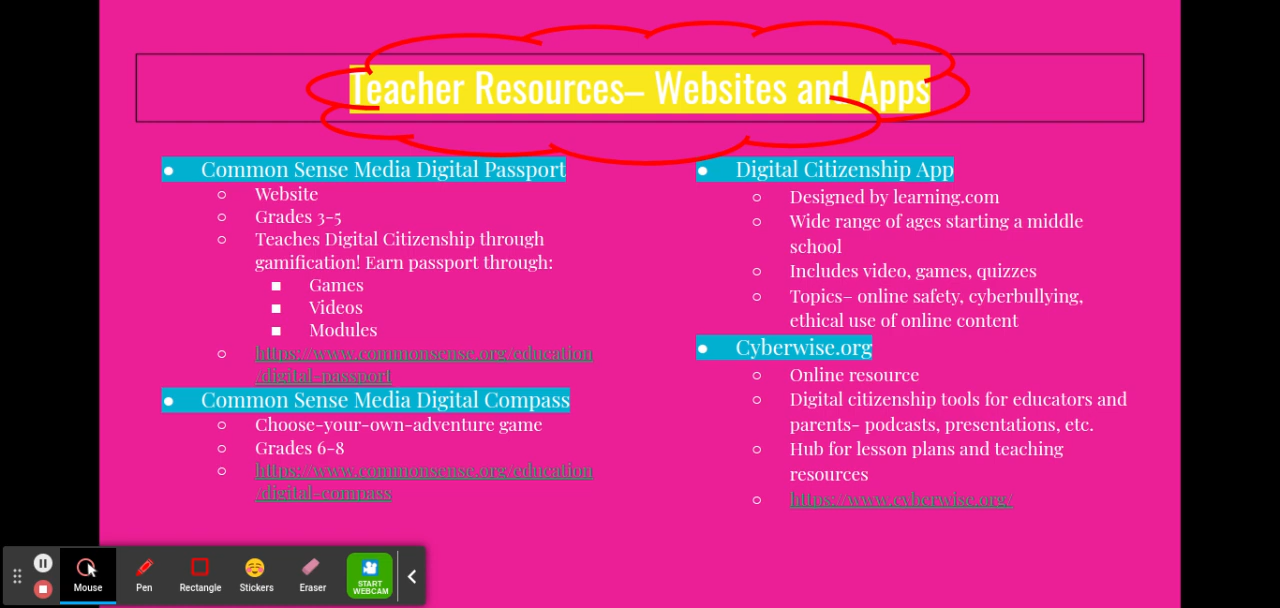 Teacher Resources– Websites and Apps
● Common Sense Media Digital Passport
○ Website
○ Grades 3-5
○ Teaches Digital Citizenship through
gamification! Earn passport through:
■ Games
■ Videos
■ Modules
○ https://www.commonsense.org/education
/digital-passport
● Common Sense Media Digital Compass
○ Choose-your-own-adventure game
○ Grades 6-8
○ https://www.commonsense.org/education
/digital-compass
● Digital Citizenship App
○ Designed by learning.com
○ Wide range of ages starting a middle
school
○ Includes video, games, quizzes
○ Topics– online safety, cyberbullying,
ethical use of online content
● Cyberwise.org
○ Online resource
○ Digital citizenship tools for educators and
parents- podcasts, presentations, etc.
○ Hub for lesson plans and teaching
resources
○ https://www.cyberwise.org/
Mouse
Pen
Rectangle
Stickers
Eraser
START
WEBCAM